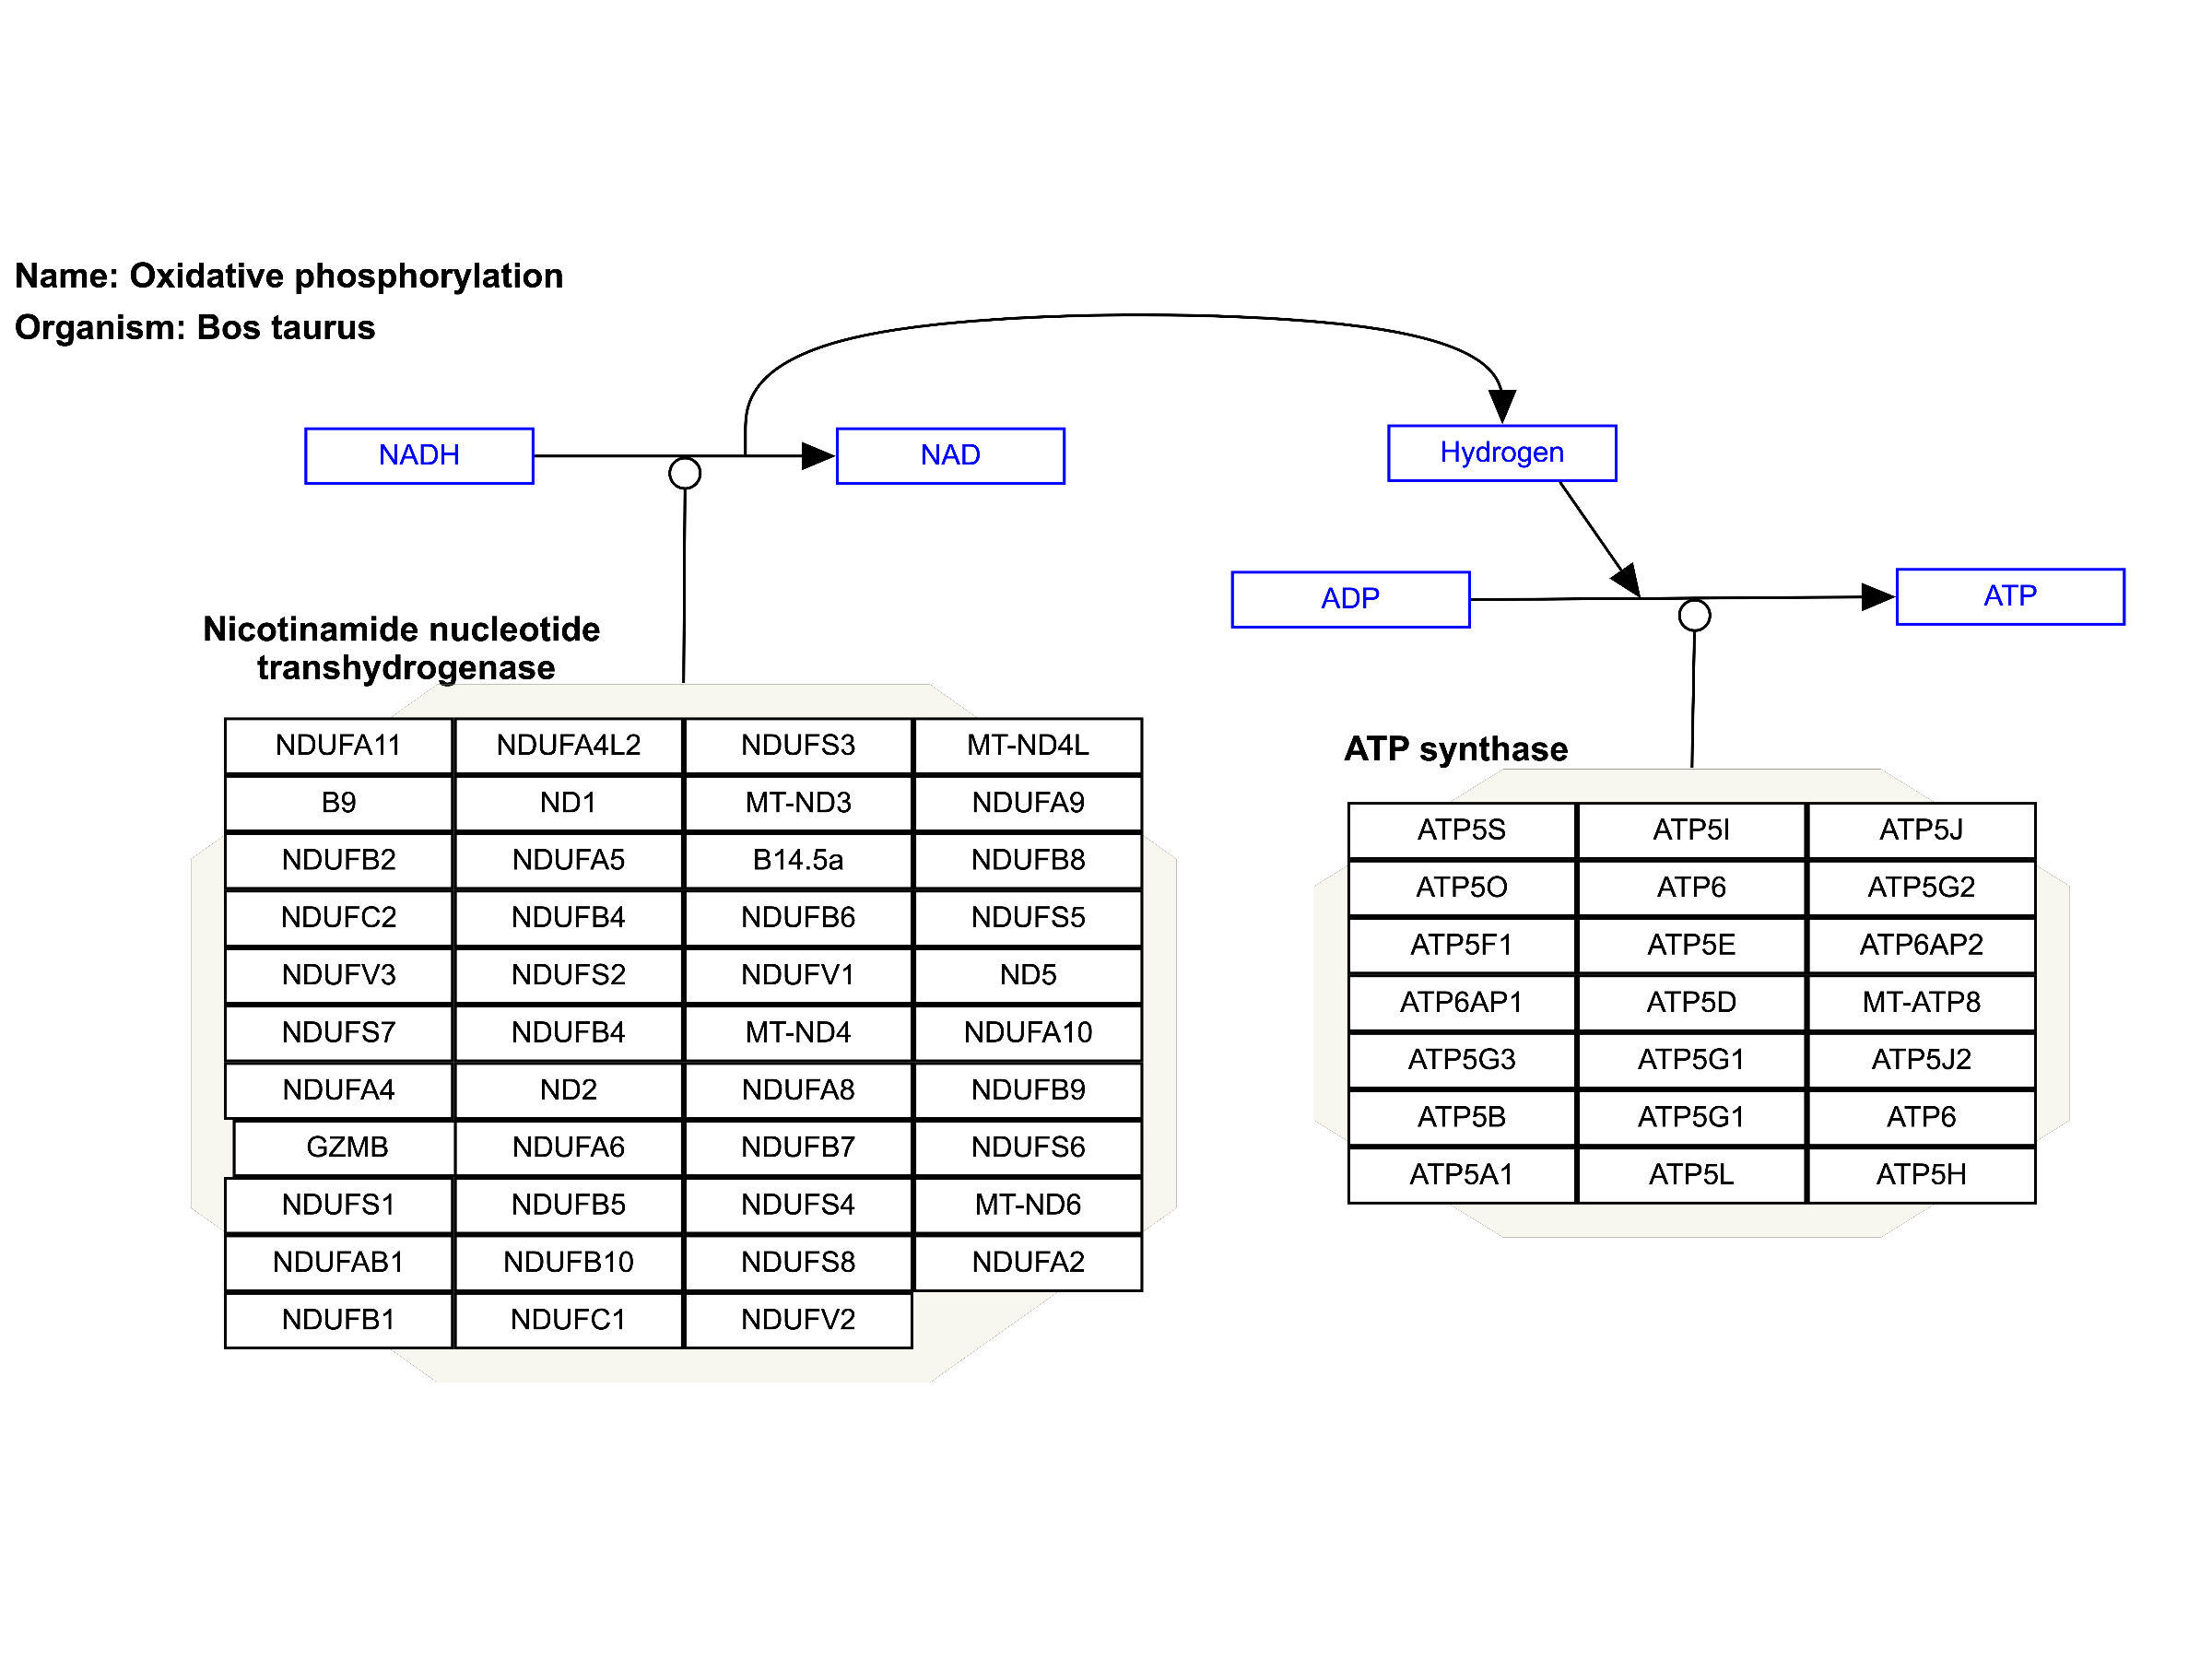 Name: Oxidative phosphorylation
Organism: Bos taurus
NADH
NAD
Hydrogen
ADP
ATP
Nicotinamide nucleotide
transhydrogenase
NDUFA11 NDUFA4L2 NDUFS3 MT-ND4L
B9 ND1 MT-ND3 NDUFA9
NDUFB2 NDUFA5 B14.5a NDUFB8
NDUFC2 NDUFB4 NDUFB6 NDUFS5
NDUFV3 NDUFS2 NDUFV1 ND5
NDUFS7 NDUFB4 MT-ND4 NDUFA10
NDUFA4 ND2 NDUFA8 NDUFB9
GZMB NDUFA6 NDUFB7 NDUFS6
NDUFS1 NDUFB5 NDUFS4 MT-ND6
NDUFAB1 NDUFB10 NDUFS8 NDUFA2
NDUFB1 NDUFC1 NDUFV2
ATP synthase
ATP5S ATP5I ATP5J
ATP5O ATP6 ATP5G2
ATP5F1 ATP5E ATP6AP2
ATP6AP1 ATP5D MT-ATP8
ATP5G3 ATP5G1 ATP5J2
ATP5B ATP5G1 ATP6
ATP5A1 ATP5L ATP5H